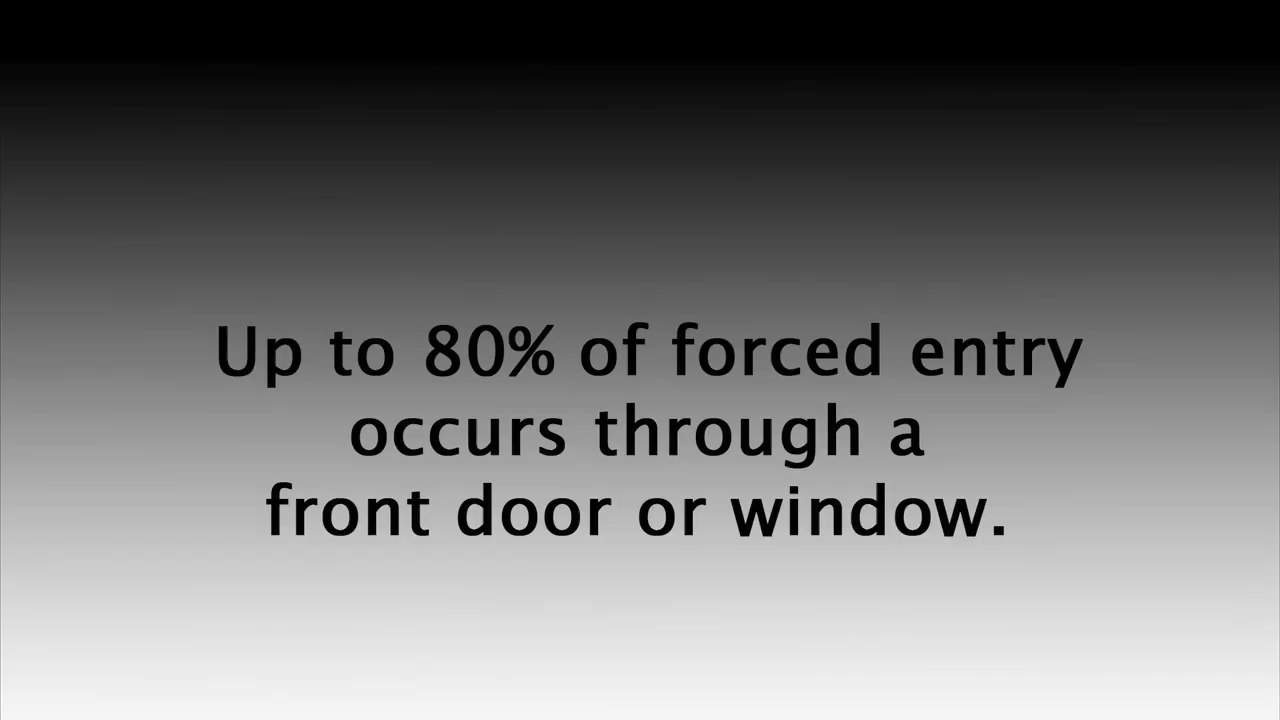 Up to 80% of forced entry
occurs through a
front door or window.